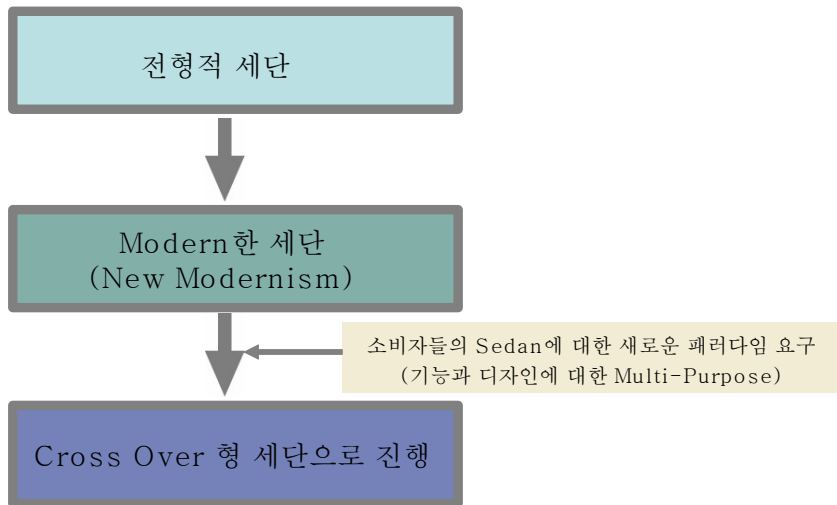 전형적 세단
Modern한 세단
(New Modernism)
소비자들의 Sedan에 대한 새로운 패러다임 요구
(기능과 디자인에 대한 Multi-Purpose)
Cross Over 형 세단으로 진행